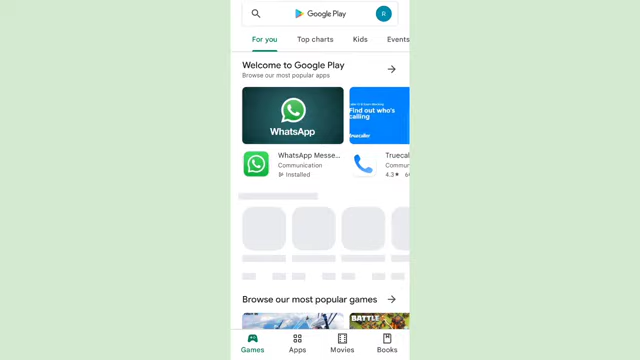 Google Play
R
For you
Top charts
Kids
Events
Welcome to Google Play
Browse our most popular apps
WhatsApp
Find out who's
calling
WhatsApp Messe...
Communication
Installed
Truecaller
Commun
4.3★
Browse our most popular games
BATTLE
Games
Apps
Movies
Books